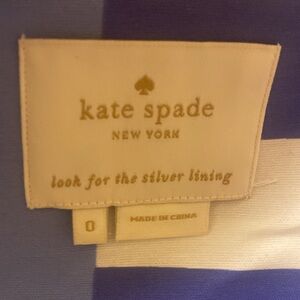 kate spade
NEW YORK
look for the silver lining
0
MADE IN CHINA